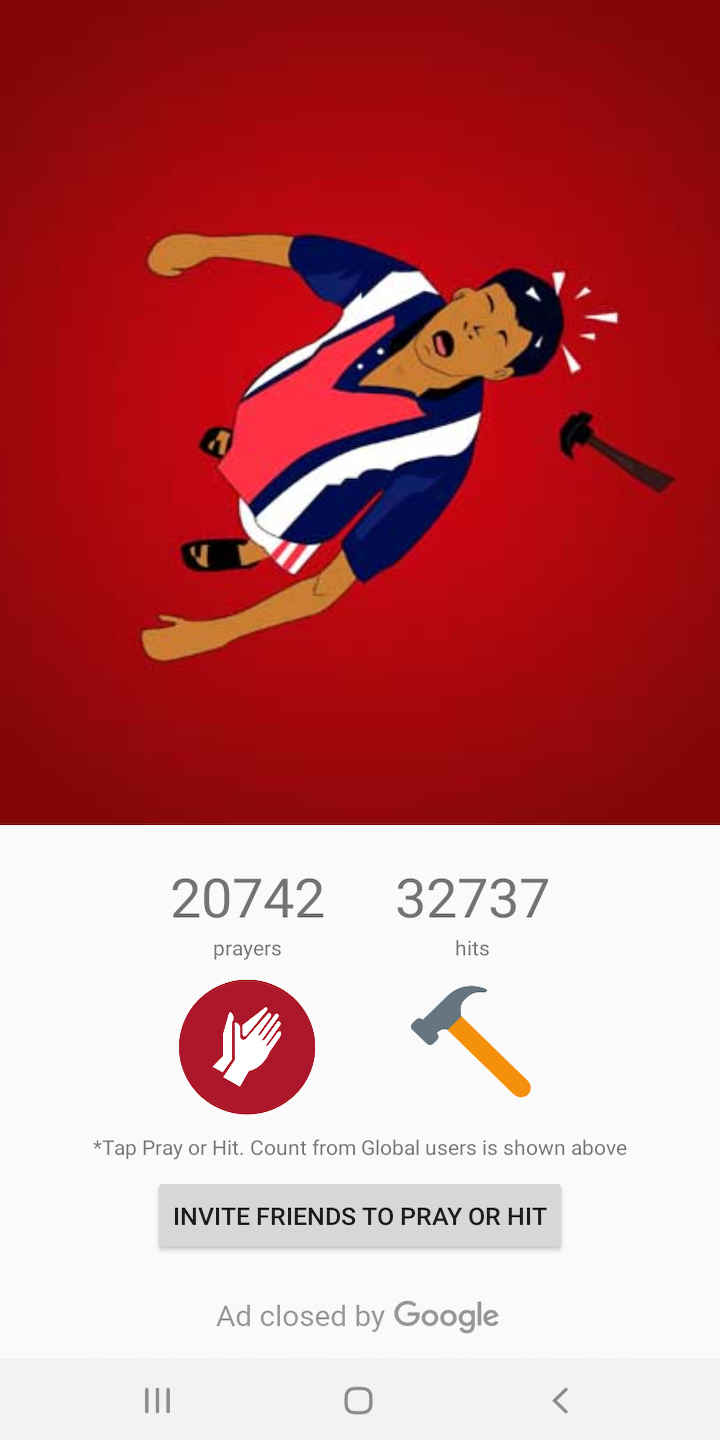 20742 32737
prayers hits
*Tap Pray or Hit. Count from Global users is shown above
INVITE FRIENDS TO PRAY OR HIT
Ad closed by Google